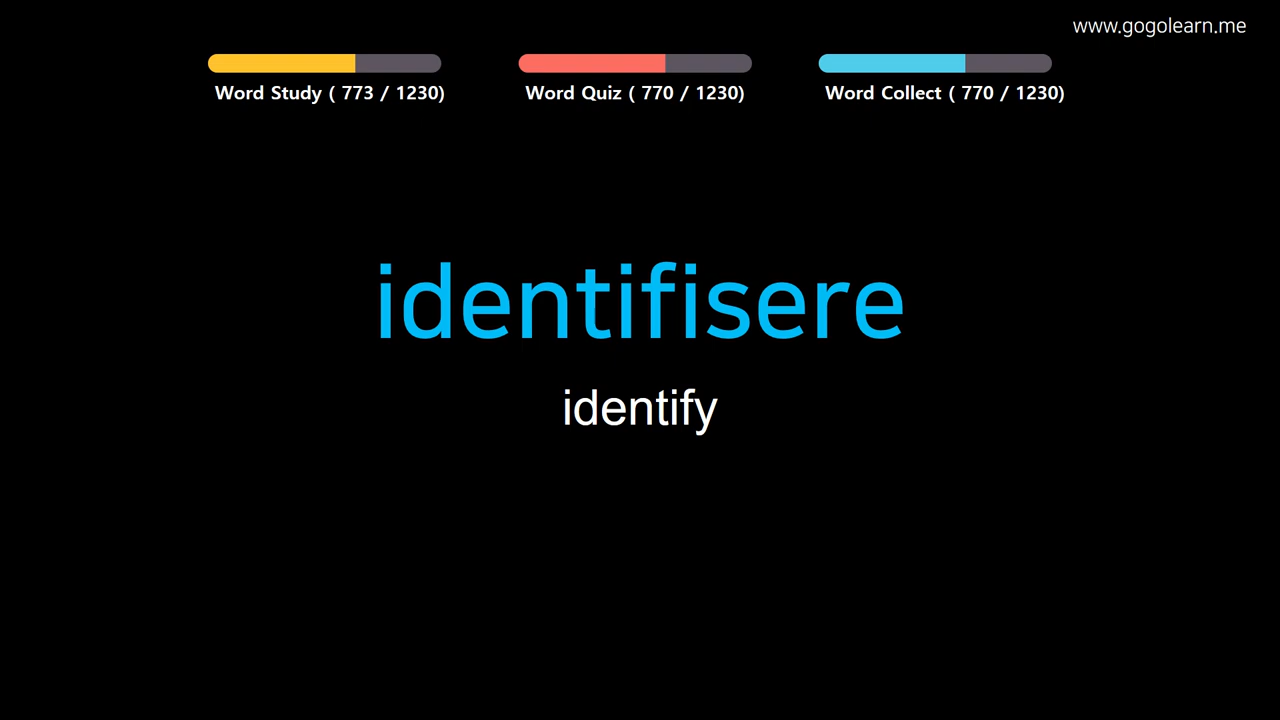 www.gogolearn.me
Word Study ( 773 / 1230)
Word Quiz ( 770 / 1230)
Word Collect ( 770 / 1230)
identifisere
identify